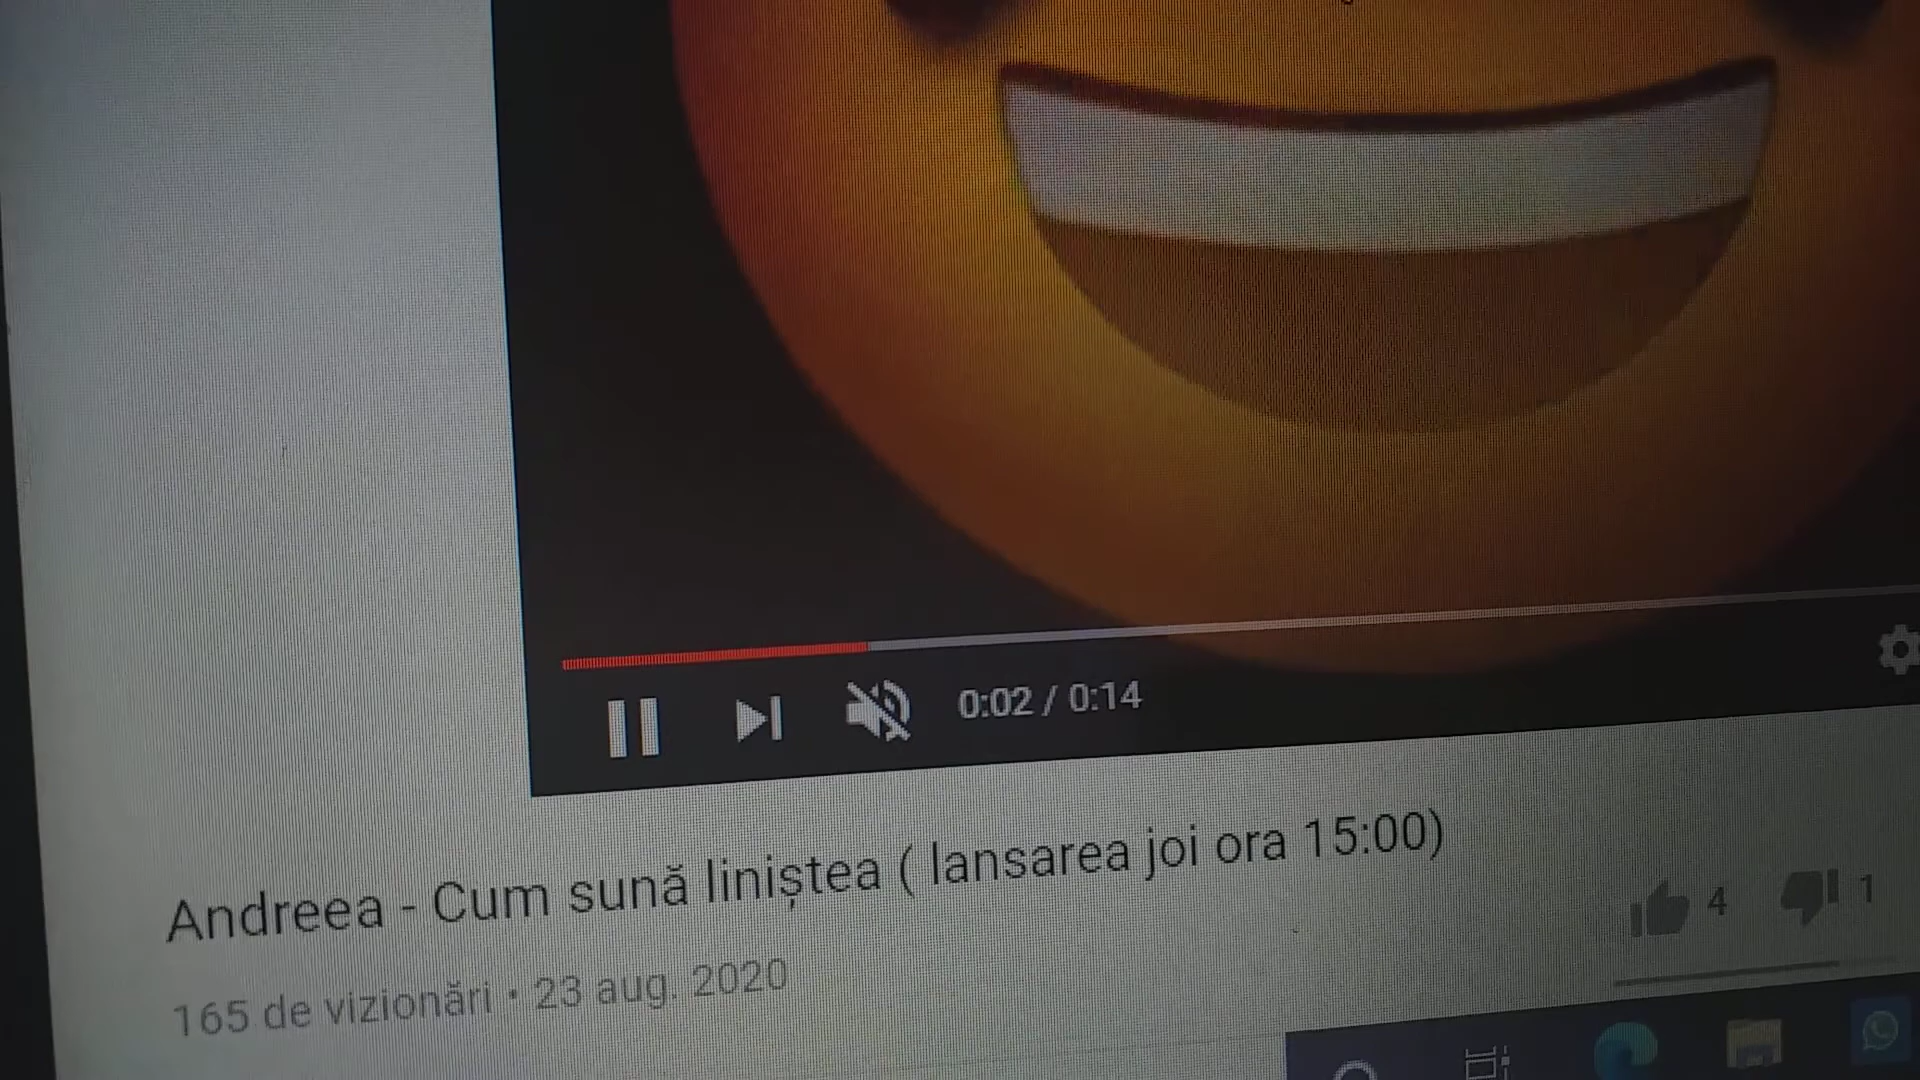 0:02 / 0:14
Andreea - Cum sună liniștea ( lansarea joi ora 15:00)
4 1
165 de vizionări • 23 aug. 2020